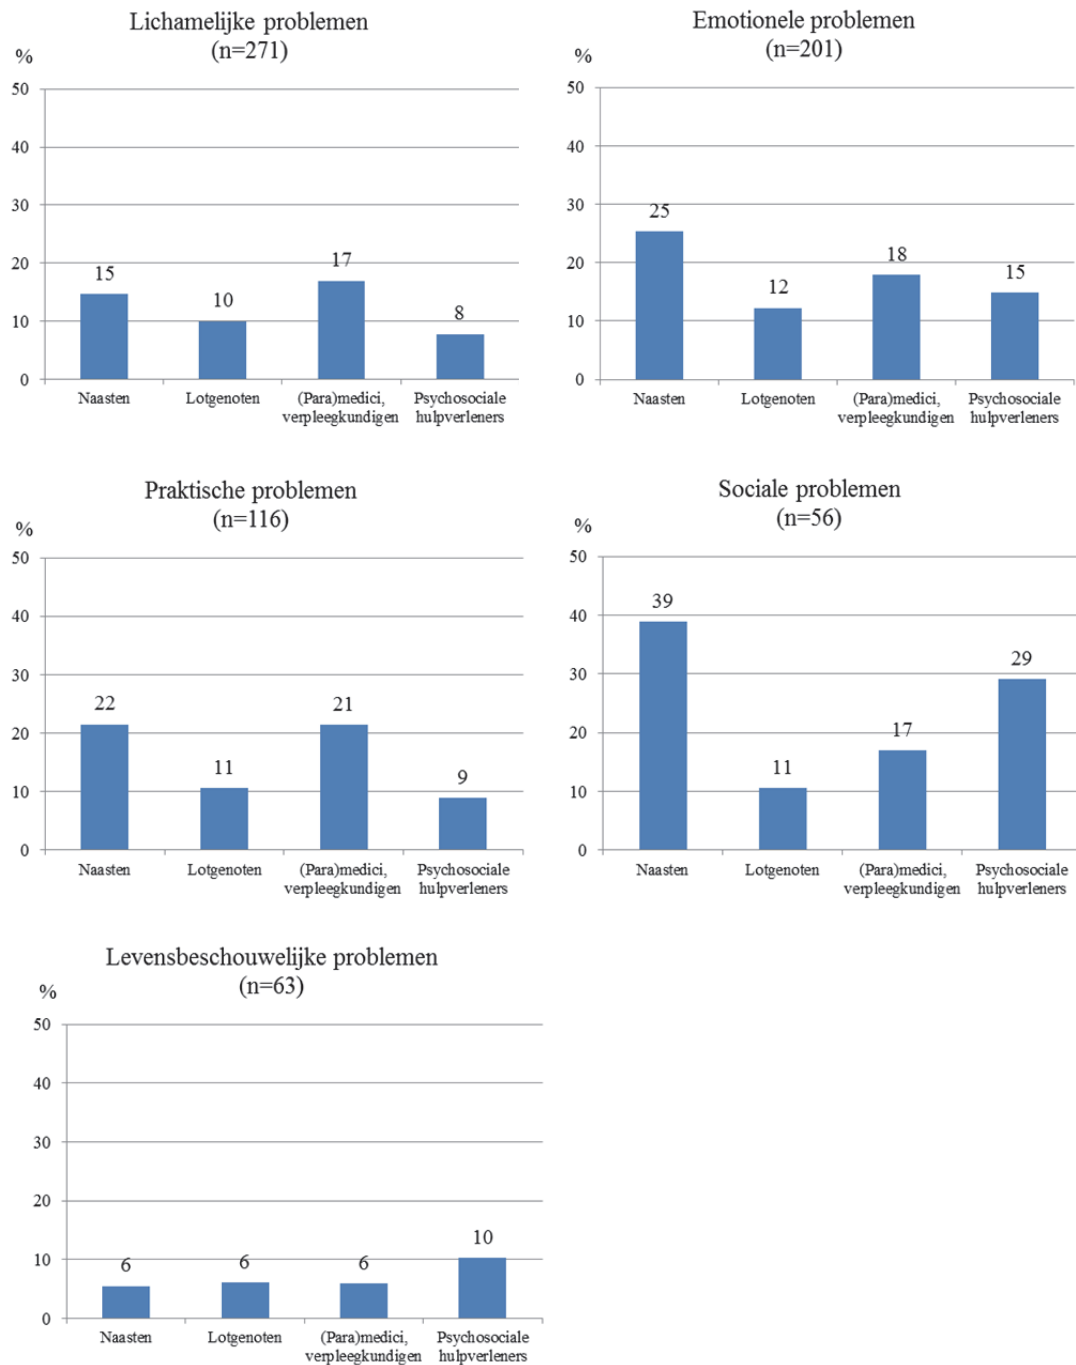 Lichamelijke problemen
(n=271)
%
50
40
30
20
10
0
15
10
17
8
Naasten
Lotgenoten
(Para)medici,
verpleegkundigen
Psychosociale
hulpverleners
Emotionele problemen
(n=201)
%
50
40
30
20
10
0
25
12
18
15
Naasten
Lotgenoten
(Para)medici,
verpleegkundigen
Psychosociale
hulpverleners
Praktische problemen
(n=116)
%
50
40
30
20
10
0
22
11
21
9
Naasten
Lotgenoten
(Para)medici,
verpleegkundigen
Psychosociale
hulpverleners
Sociale problemen
(n=56)
%
50
40
30
20
10
0
39
11
17
29
Naasten
Lotgenoten
(Para)medici,
verpleegkundigen
Psychosociale
hulpverleners
Levensbeschouwelijke problemen
(n=63)
%
50
40
30
20
10
0
6
6
6
10
Naasten
Lotgenoten
(Para)medici,
verpleegkundigen
Psychosociale
hulpverleners